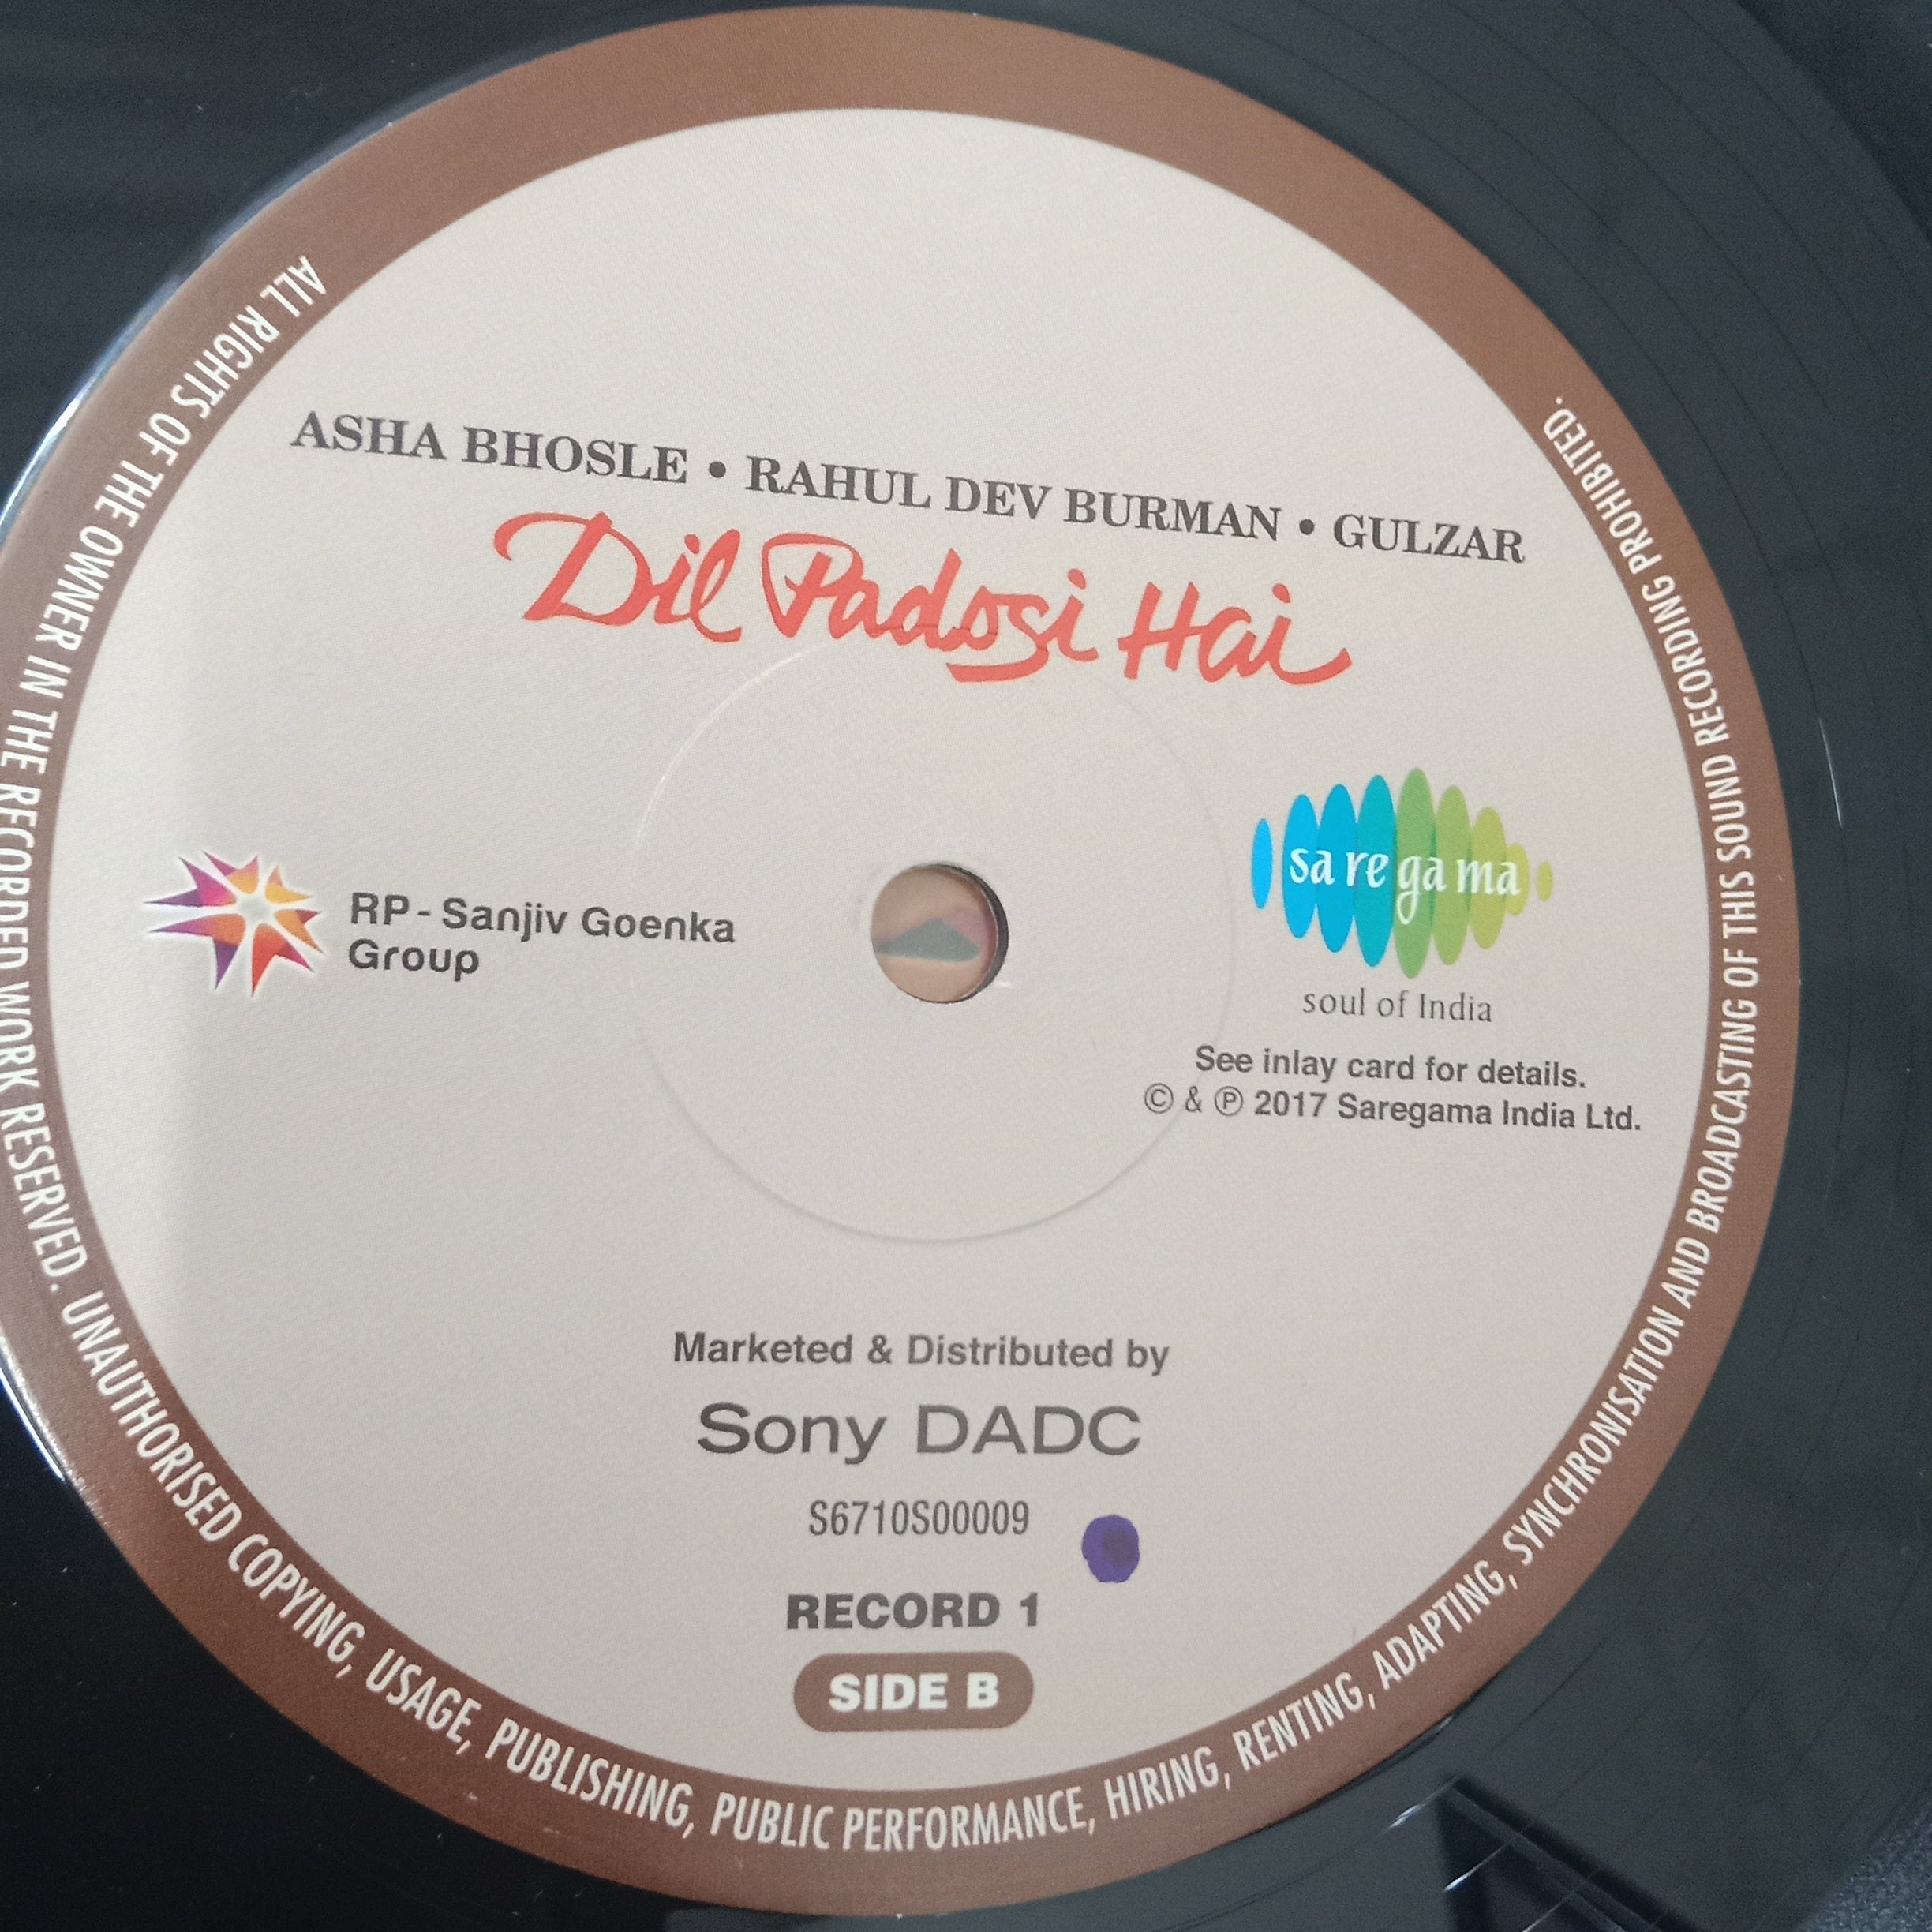 ASHA BHOSLE • RAHUL DEV BURMAN • GULZAR
Dil Padosi Hai
RP - Sanjiv Goenka
Group
sa re ga ma
soul of India
See inlay card for details.
© & ℗ 2017 Saregama India Ltd.
Marketed & Distributed by
Sony DADC
S6710S00009
RECORD 1
SIDE B
ALL RIGHTS OF THE OWNER IN THE RECORDED WORK RESERVED. UNAUTHORISED COPYING, USAGE, PUBLISHING, PUBLIC PERFORMANCE, HIRING, RENTING, ADAPTING, SYNCHRONISATION AND BROADCASTING OF THIS SOUND RECORDING PROHIBITED.